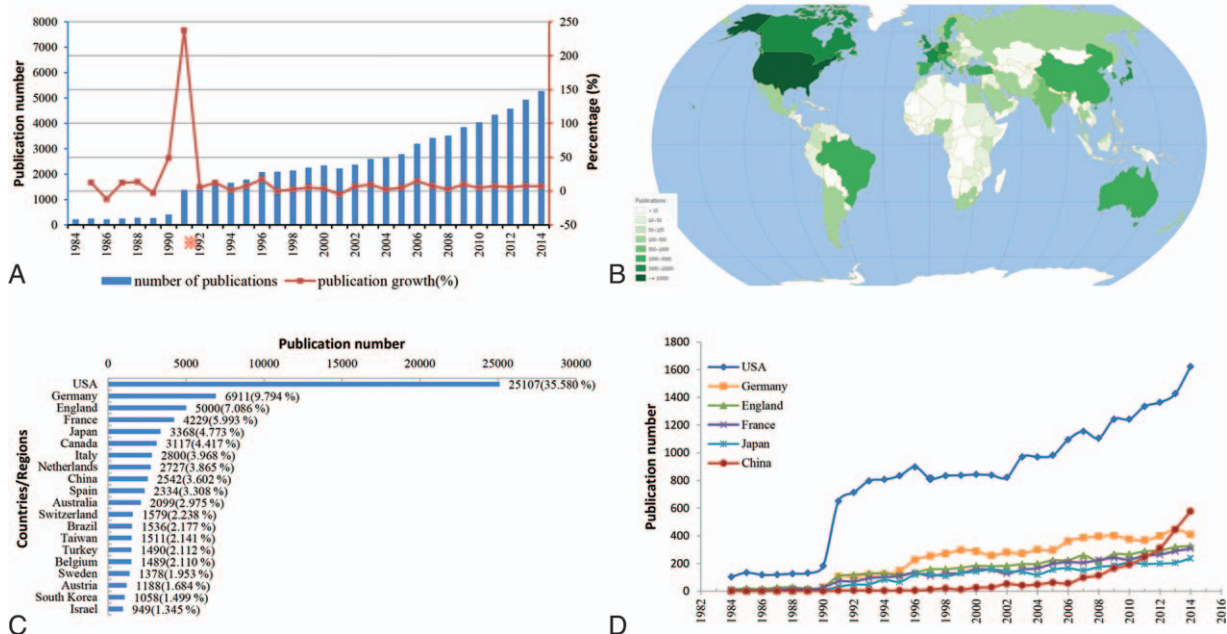 8000
7000
6000
5000
4000
3000
2000
1000
0
Publication number
250
200
150
100
50
0
-50
Percentage (%)
1984
1986
1988
1990
1992
1994
1996
1998
2000
2002
2004
2006
2008
2010
2012
2014
※
number of publications
publication growth(%)
A
Publications
B
Publication number
0
5000
10000
15000
20000
25000
30000
Countries/Regions
USA 25107(35.580 %)
Germany 6911(9.794 %)
England 5000(7.086 %)
France 4229(5.993 %)
Japan 3368(4.773 %)
Canada 3117(4.417 %)
Italy 2800(3.968 %)
Netherlands 2727(3.865 %)
China 2542(3.602 %)
Spain 2334(3.308 %)
Australia 2099(2.975 %)
Switzerland 1579(2.238 %)
Brazil 1536(2.177 %)
Taiwan 1511(2.141 %)
Turkey 1490(2.112 %)
Belgium 1489(2.110 %)
Sweden 1378(1.953 %)
Austria 1188(1.684 %)
South Korea 1058(1.499 %)
Israel 949(1.345 %)
C
1800
1600
1400
1200
1000
800
600
400
200
0
Publication number
USA
Germany
England
France
Japan
China
1982
1984
1986
1988
1990
1992
1994
1996
1998
2000
2002
2004
2006
2008
2010
2012
2014
2016
D